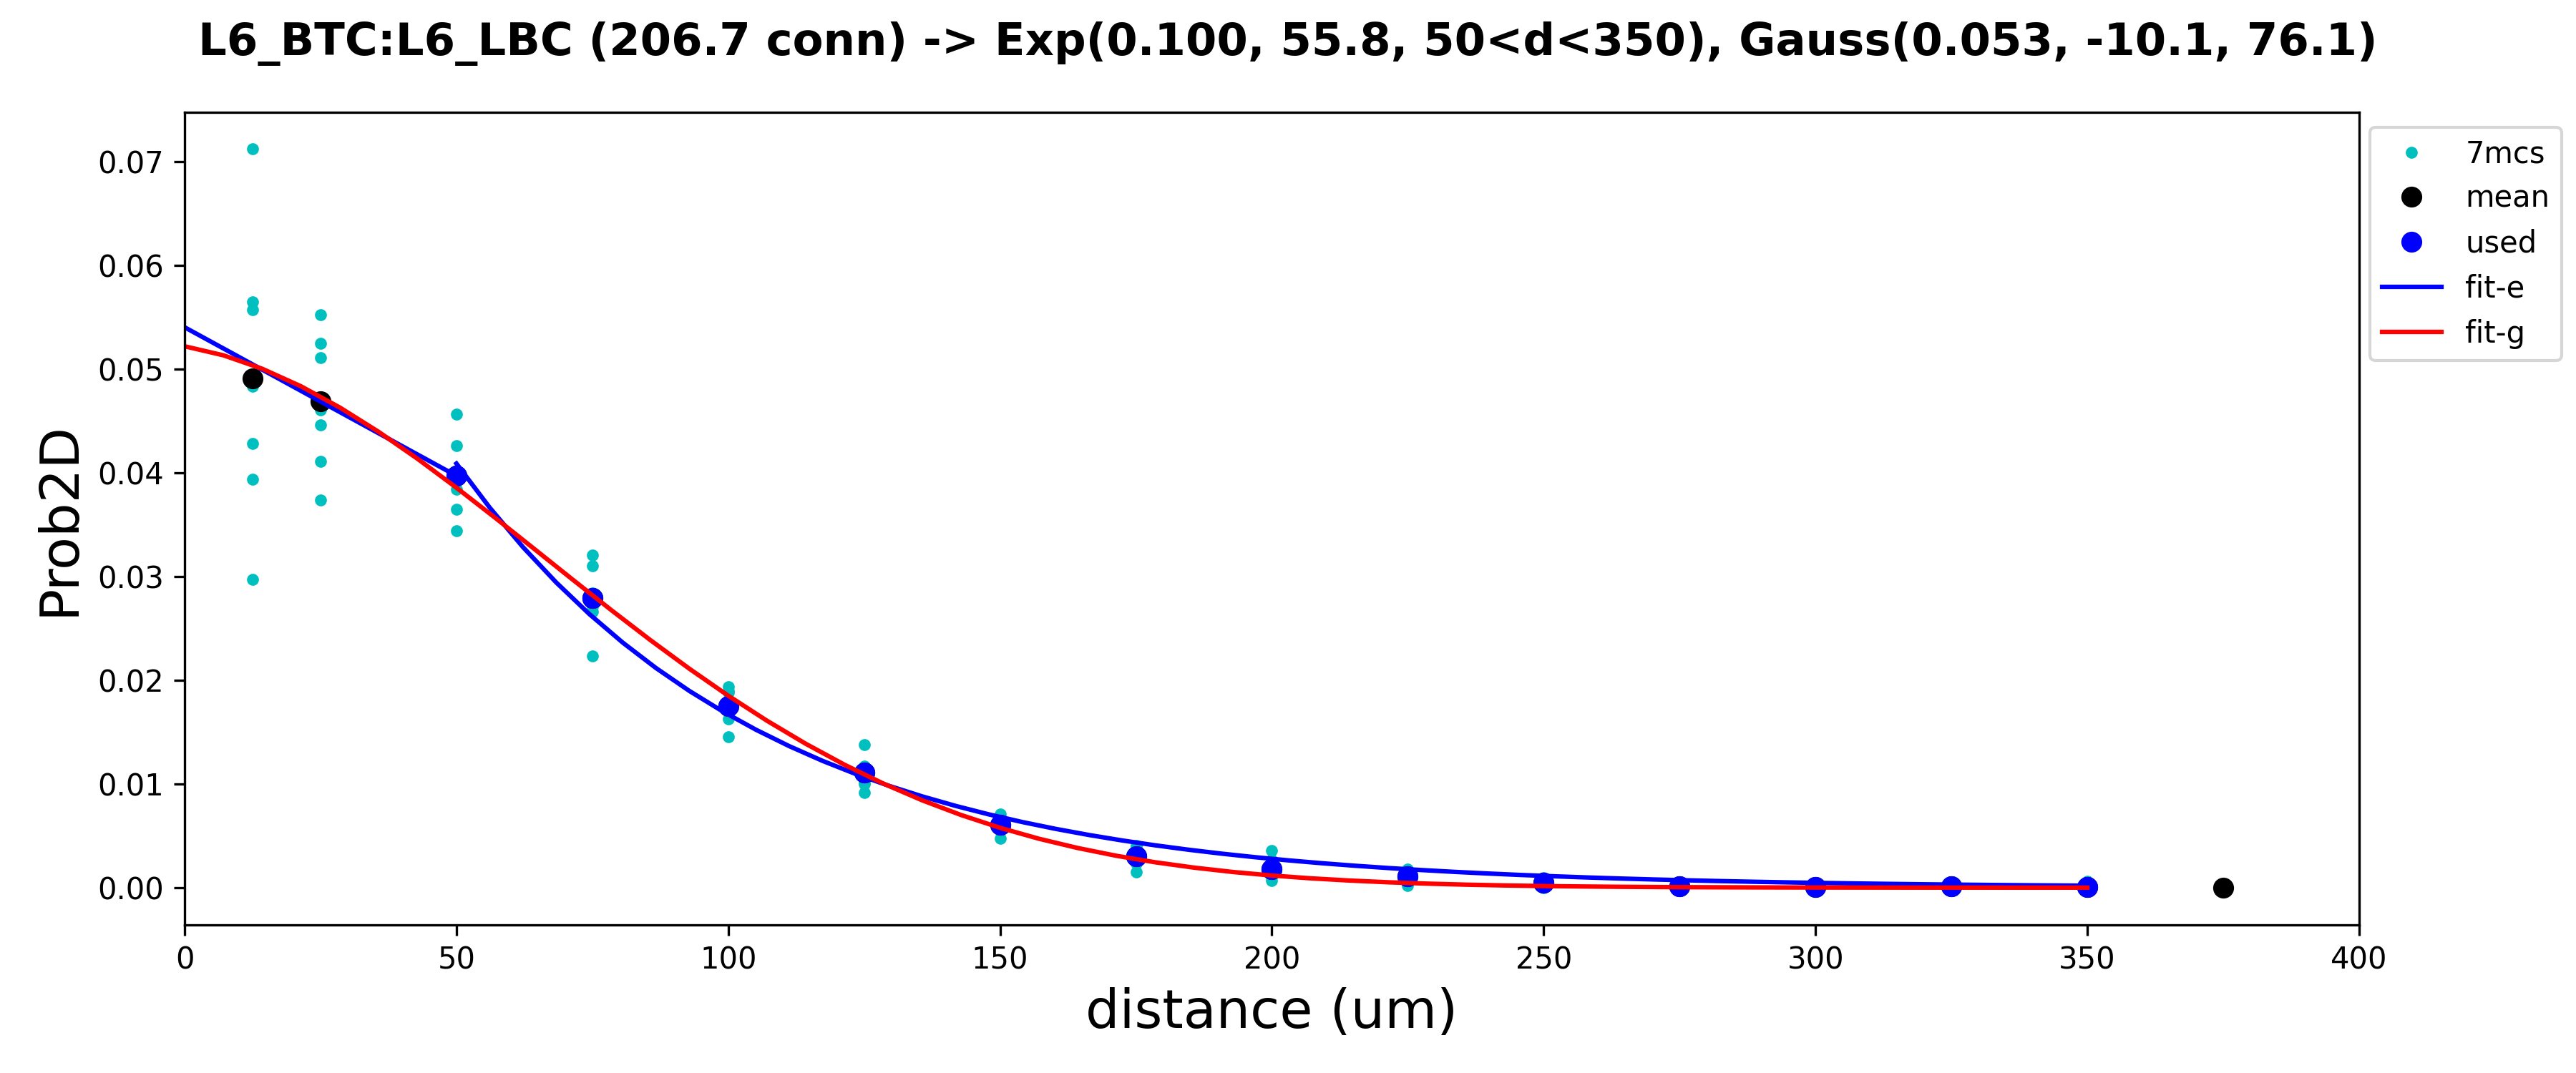 L6_BTC:L6_LBC (206.7 conn) -> Exp(0.100, 55.8, 50<d<350), Gauss(0.053, -10.1, 76.1)
0.07
0.06
0.05
0.04
0.03
0.02
0.01
0.00
Prob2D
0 50 100 150 200 250 300 350 400
distance (um)
7mcs
mean
used
fit-e
fit-g